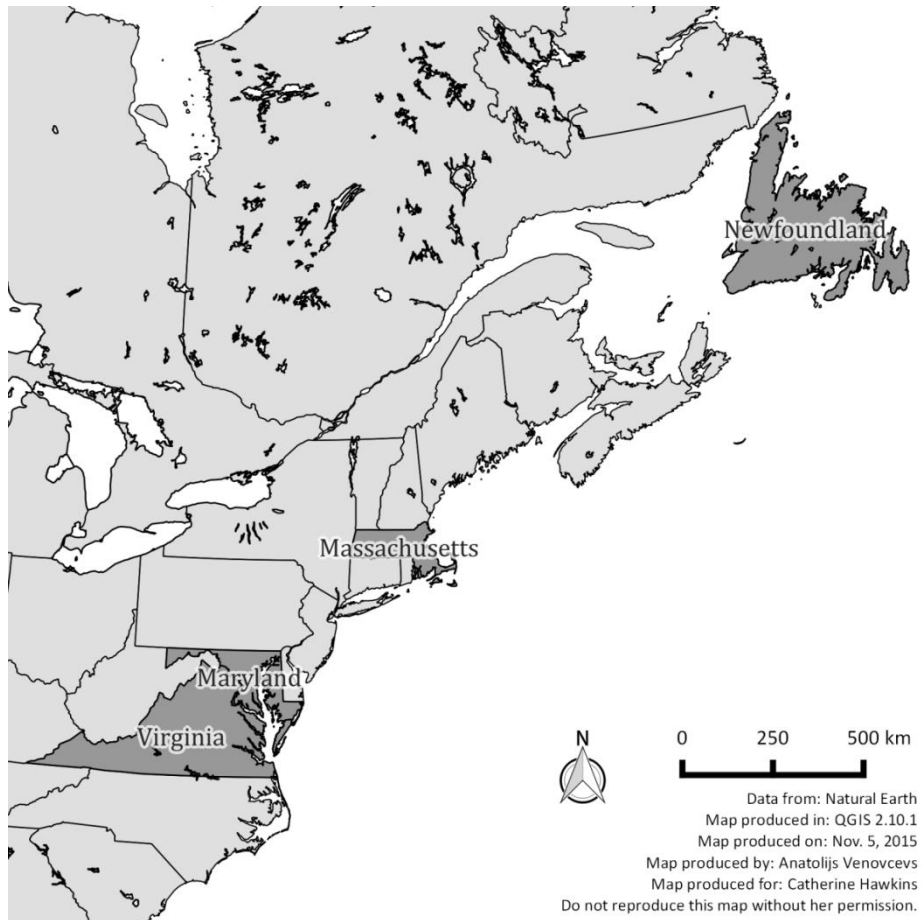 Newfoundland
Massachusetts
Maryland
Virginia
N
0 250 500 km
Data from: Natural Earth
Map produced in: QGIS 2.10.1
Map produced on: Nov. 5, 2015
Map produced by: Anatolijs Venovcevs
Map produced for: Catherine Hawkins
Do not reproduce this map without her permission.